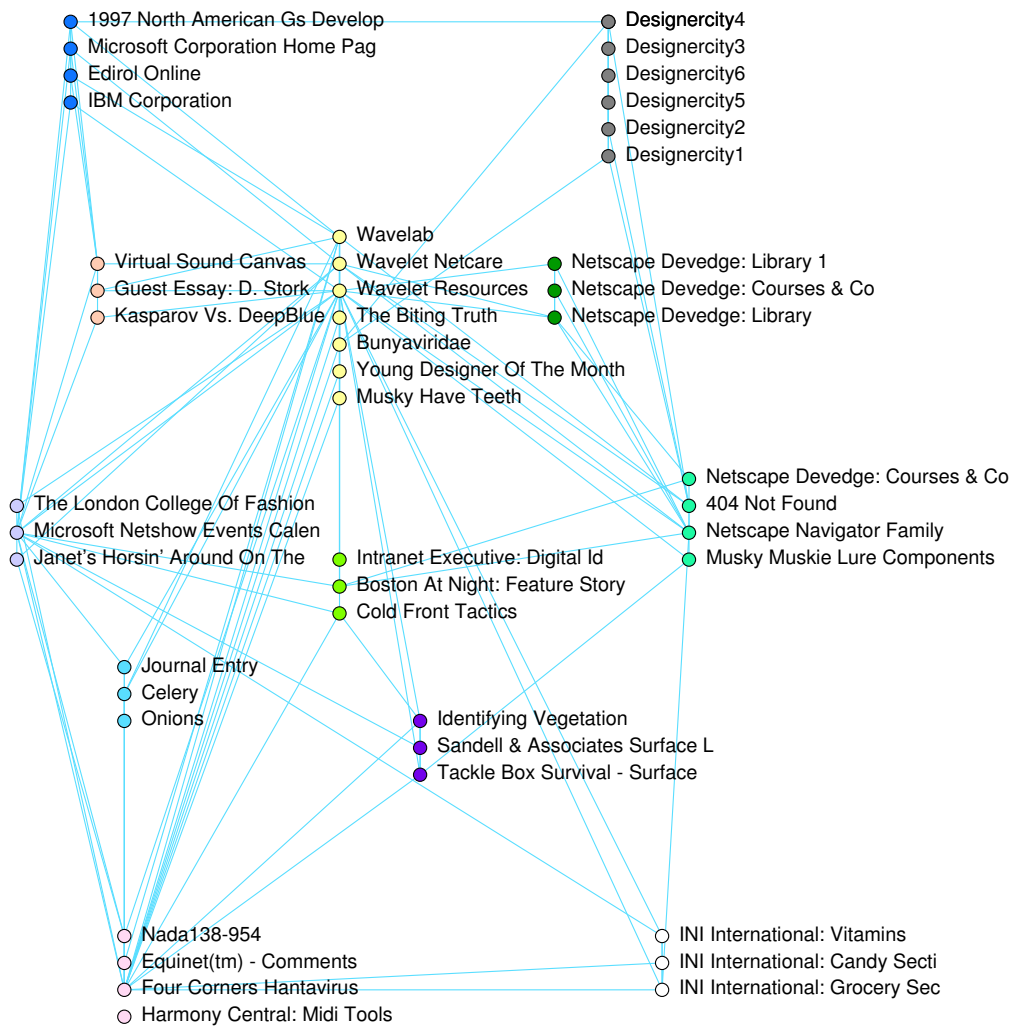 1997 North American Gs Develop
Microsoft Corporation Home Pag
Edirol Online
IBM Corporation
Designercity4
Designercity3
Designercity6
Designercity5
Designercity2
Designercity1
Wavelab
Wavelet Netcare
Wavelet Resources
The Biting Truth
Bunyaviridae
Young Designer Of The Month
Musky Have Teeth
Virtual Sound Canvas
Guest Essay: D. Stork
Kasparov Vs. DeepBlue
Netscape Devedge: Library 1
Netscape Devedge: Courses & Co
Netscape Devedge: Library
Netscape Devedge: Courses & Co
404 Not Found
Netscape Navigator Family
Musky Muskie Lure Components
The London College Of Fashion
Microsoft Netshow Events Calen
Janet's Horsin' Around On The
Intranet Executive: Digital Id
Boston At Night: Feature Story
Cold Front Tactics
Journal Entry
Celery
Onions
Identifying Vegetation
Sandell & Associates Surface L
Tackle Box Survival - Surface
Nada138-954
Equinet(tm) - Comments
Four Corners Hantavirus
Harmony Central: Midi Tools
INI International: Vitamins
INI International: Candy Secti
INI International: Grocery Sec